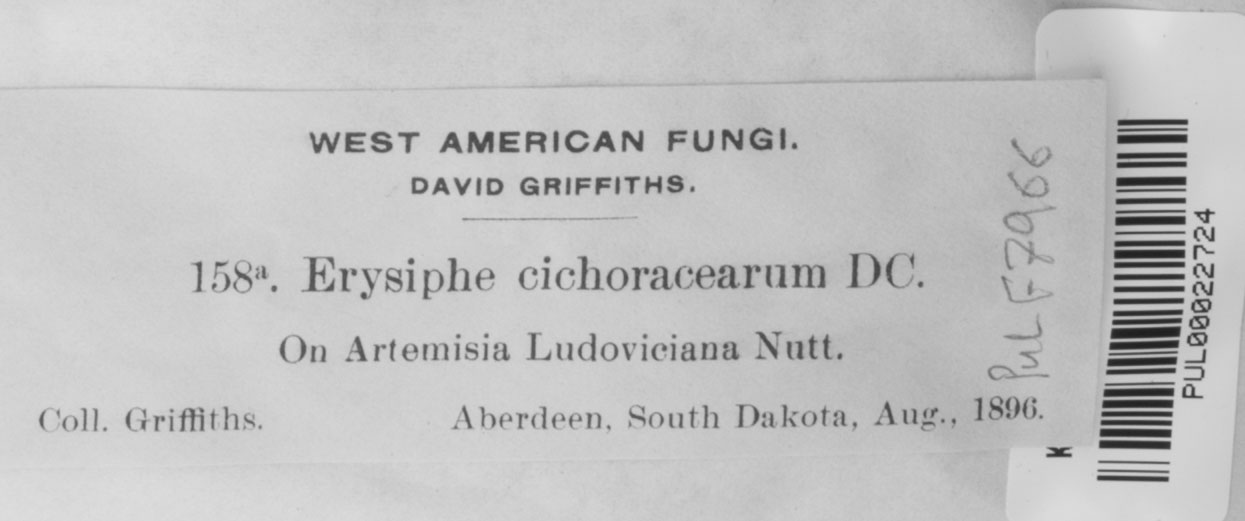 WEST AMERICAN FUNGI.
DAVID GRIFFITHS.
158a. Erysiphe cichoracearum DC.
On Artemisia Ludoviciana Nutt.
Coll. Griffiths. Aberdeen, South Dakota, Aug., 1896.
PUL F7966
PUL00022724
K